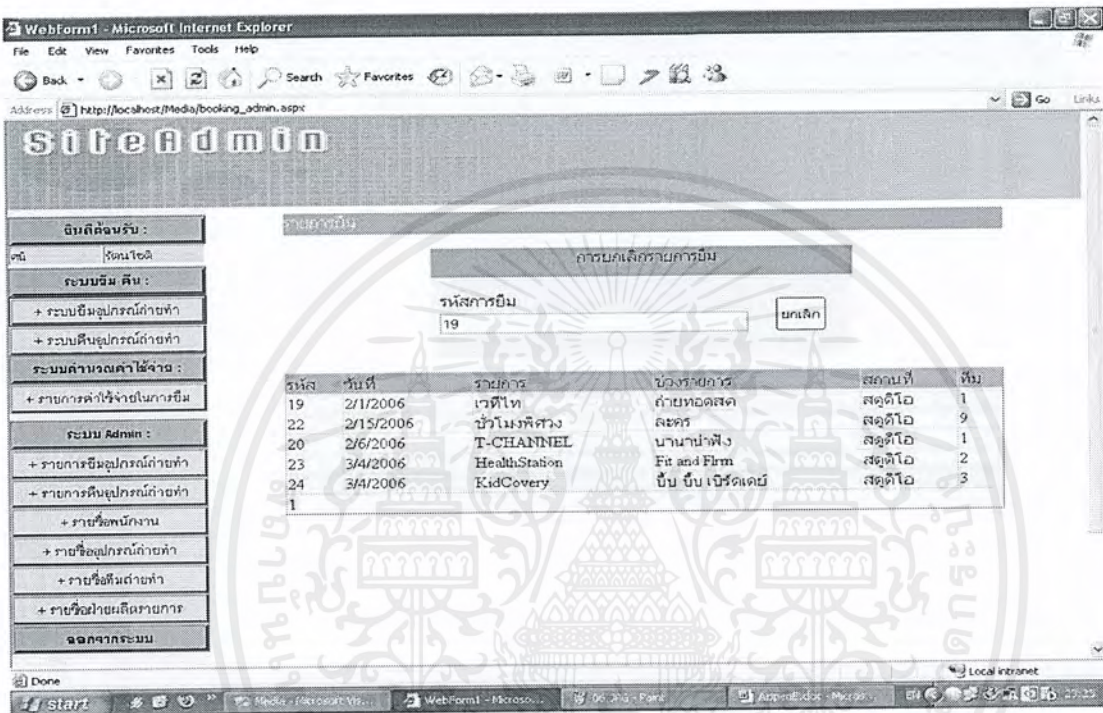 WebForm1 - Microsoft Internet Explorer
File Edit View Favorites Tools Help
Back Search Favorites
Address http://localhost/Media/booking_admin.aspx Go Links
SiteAdmin
ยินดีต้อนรับ :
รัตนโชติ
ระบบยืม-คืน :
+ ระบบยืมอุปกรณ์ถ่ายทำ
+ ระบบคืนอุปกรณ์ถ่ายทำ
ระบบคำนวณค่าใช้จ่าย :
+ รายการค่าใช้จ่ายในการยืม
ระบบ Admin :
+ รายการยืมอุปกรณ์ถ่ายทำ
+ รายการคืนอุปกรณ์ถ่ายทำ
+ รายชื่อพนักงาน
+ รายชื่ออุปกรณ์ถ่ายทำ
+ รายชื่อทีมถ่ายทำ
+ รายชื่อฝ่ายผลิตรายการ
ออกจากระบบ
รายการยืม
การยกเลิกรายการยืม
รหัสการยืม
19 ยกเลิก
รหัส วันที่ รายการ ช่วงรายการ สถานที่ ทีม
19 2/1/2006 เวทีไท ถ่ายทอดสด สตูดิโอ 1
22 2/15/2006 ชั่วโมงพิศวง ละคร สตูดิโอ 9
20 2/6/2006 T-CHANNEL นานาน่าฟัง สตูดิโอ 1
23 3/4/2006 HealthStation Fit and Firm สตูดิโอ 2
24 3/4/2006 KidCovery ปิ๊น ปิ๊น เบิร์ดเดย์ สตูดิโอ 3
1
Done Local intranet
start Media - Microsoft Vis... WebForm1 - Microso... 06.JPG - Paint AppenE.doc - Micros... EN 23:25